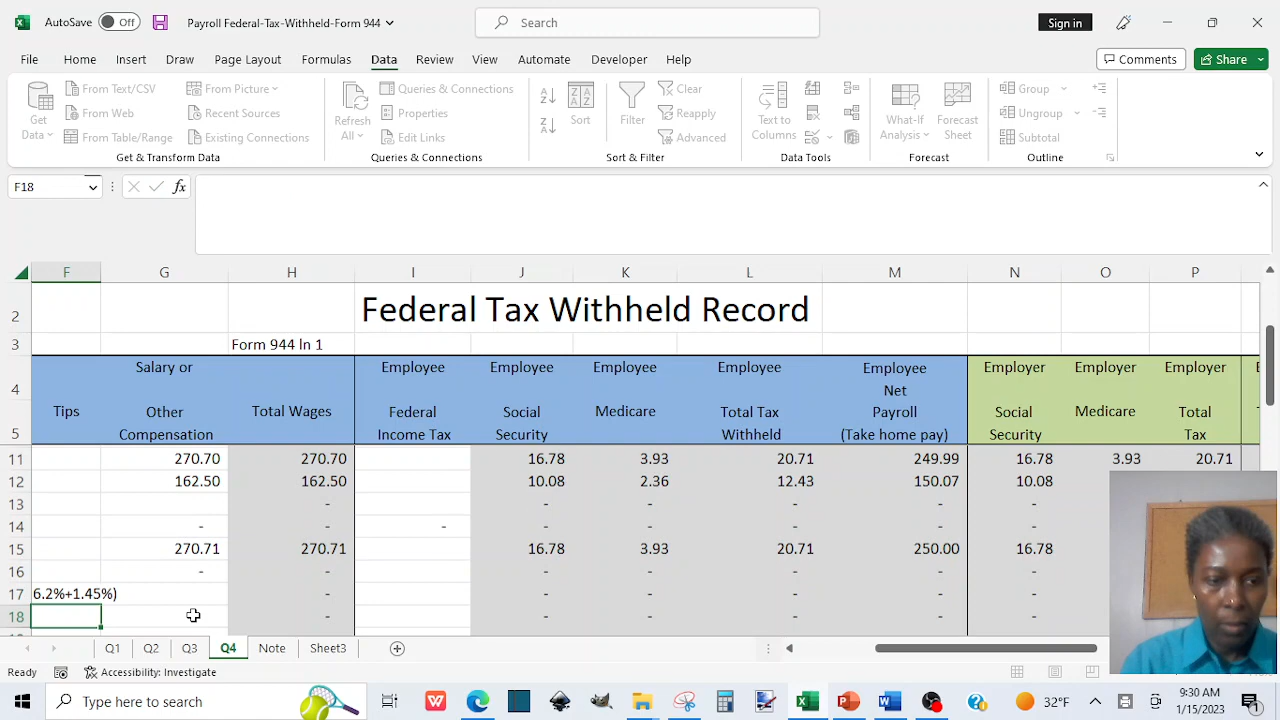 AutoSave Off Payroll Federal-Tax-Withheld-Form 944 Search Sign in
File Home Insert Draw Page Layout Formulas Data Review View Automate Developer Help Comments Share
Get Data From Text/CSV From Picture Refresh All Queries & Connections Sort Filter Clear Text to Columns What-If Analysis Forecast Sheet Group
From Web Recent Sources Properties Reapply Ungroup
From Table/Range Existing Connections Edit Links Advanced Subtotal
Get & Transform Data Queries & Connections Sort & Filter Data Tools Forecast Outline
F18 fx
F G H I J K L M N O P
2 Federal Tax Withheld Record
3 Form 944 ln 1
4 Salary or Employee Employee Employee Employee Employee Employer Employer Employer
Net
5 Tips Other Total Wages Federal Social Medicare Total Tax Payroll Social Medicare Total
Compensation Income Tax Security Withheld (Take home pay) Security Tax
11 270.70 270.70 16.78 3.93 20.71 249.99 16.78 3.93 20.71
12 162.50 162.50 10.08 2.36 12.43 150.07 10.08
13 - - - - - -
14 - - - - - - - -
15 270.71 270.71 16.78 3.93 20.71 250.00 16.78
16 - - - - - - -
17 6.2%+1.45%) - - - - - -
18 - - - - - -
Q1 Q2 Q3 Q4 Note Sheet3
Ready Accessibility: Investigate
Type here to search 32°F 9:30 AM
1/15/2023